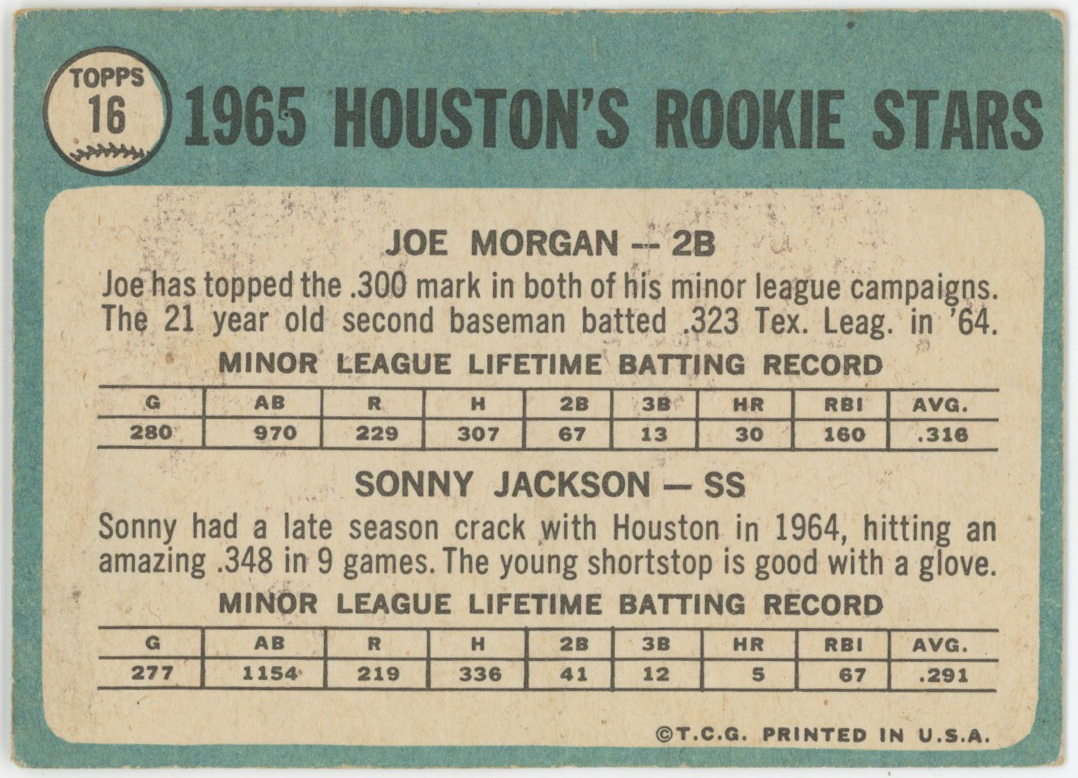 TOPPS
16
1965 HOUSTON'S ROOKIE STARS
JOE MORGAN — 2B
Joe has topped the .300 mark in both of his minor league campaigns.
The 21 year old second baseman batted .323 Tex. Leag. in '64.
MINOR LEAGUE LIFETIME BATTING RECORD
G AB R H 2B 3B HR RBI AVG.
280 970 229 307 67 13 30 160 .316
SONNY JACKSON — SS
Sonny had a late season crack with Houston in 1964, hitting an
amazing .348 in 9 games. The young shortstop is good with a glove.
MINOR LEAGUE LIFETIME BATTING RECORD
G AB R H 2B 3B HR RBI AVG.
277 1154 219 336 41 12 5 67 .291
©T.C.G. PRINTED IN U.S.A.